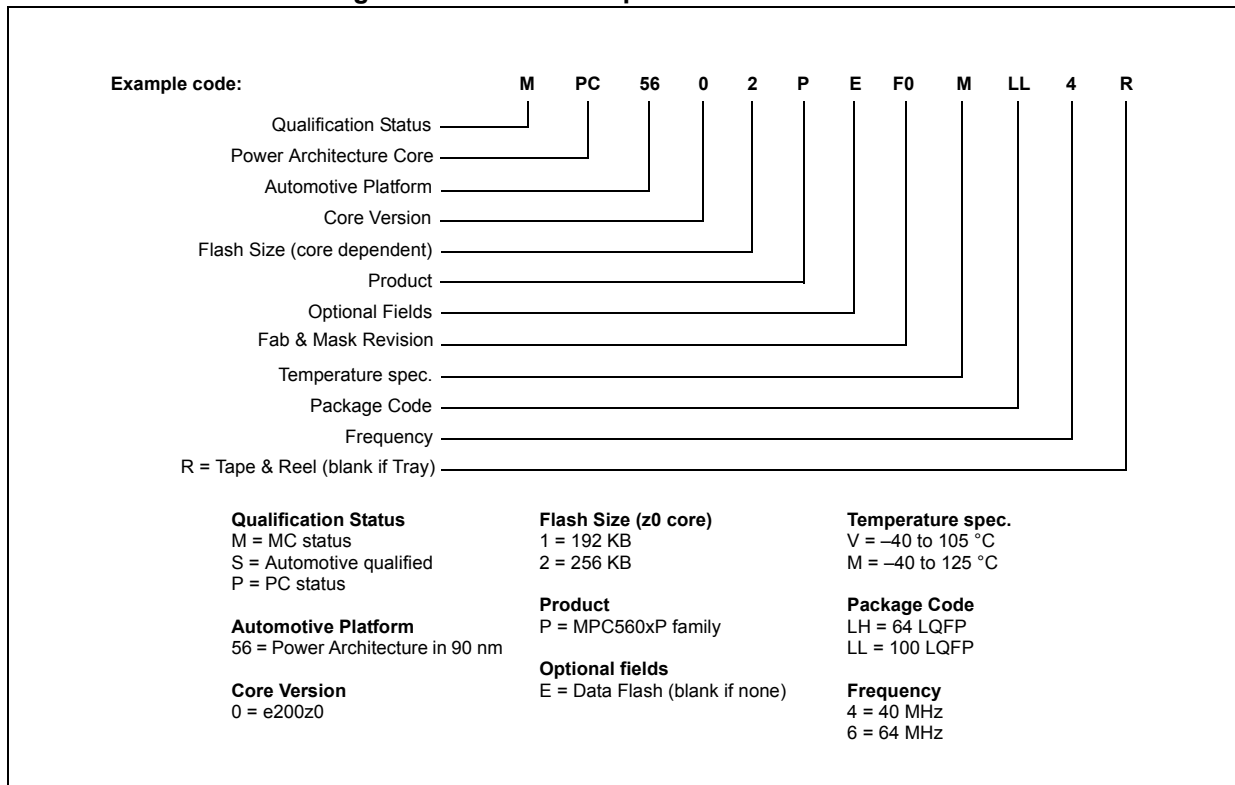 Example code: M PC 56 0 2 P E F0 M LL 4 R
Qualification Status
Power Architecture Core
Automotive Platform
Core Version
Flash Size (core dependent)
Product
Optional Fields
Fab & Mask Revision
Temperature spec.
Package Code
Frequency
R = Tape & Reel (blank if Tray)
Qualification Status
M = MC status
S = Automotive qualified
P = PC status
Automotive Platform
56 = Power Architecture in 90 nm
Core Version
0 = e200z0
Flash Size (z0 core)
1 = 192 KB
2 = 256 KB
Product
P = MPC560xP family
Optional fields
E = Data Flash (blank if none)
Temperature spec.
V = –40 to 105 °C
M = –40 to 125 °C
Package Code
LH = 64 LQFP
LL = 100 LQFP
Frequency
4 = 40 MHz
6 = 64 MHz